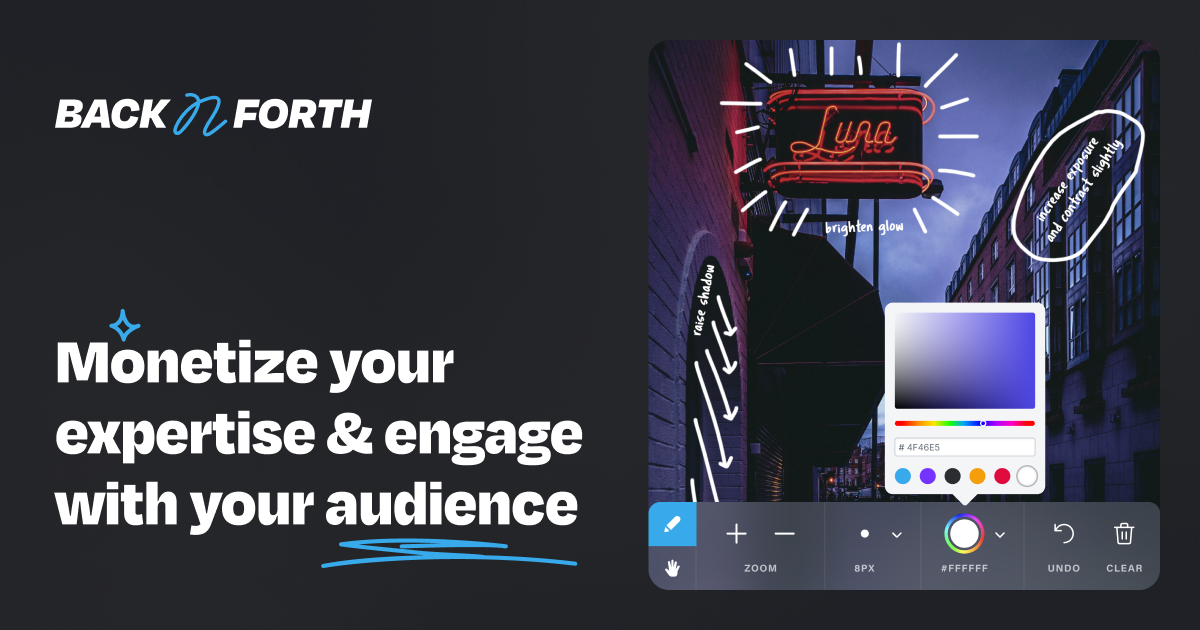 BACK n FORTH
Monetize your
expertise & engage
with your audience
Luna
brighten glow
increase exposure
and contrast slightly
raise shadow
# 4F46E5
ZOOM
8PX
#FFFFFF
UNDO
CLEAR